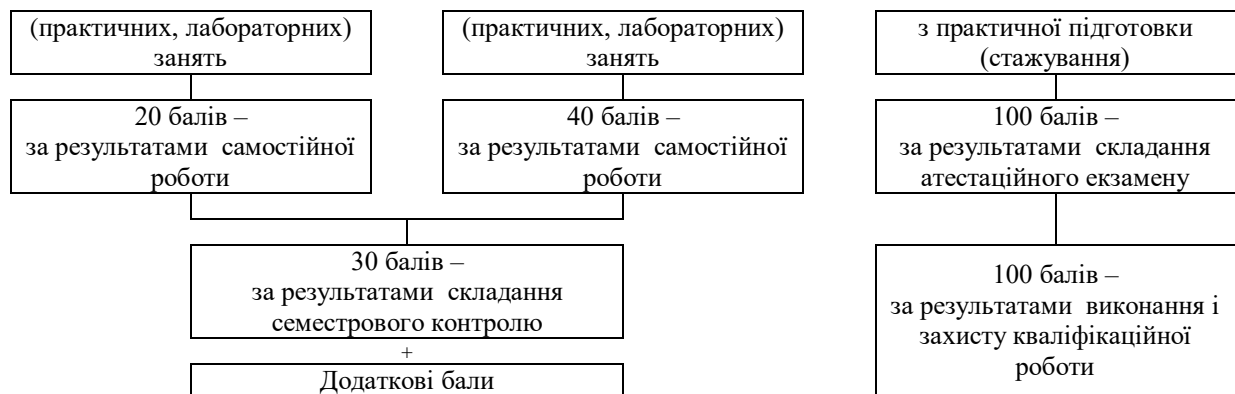 (практичних, лабораторних)
занять
(практичних, лабораторних)
занять
з практичної підготовки
(стажування)
20 балів –
за результатами самостійної
роботи
40 балів –
за результатами самостійної
роботи
100 балів –
за результатами складання
атестаційного екзамену
30 балів –
за результатами складання
семестрового контролю
+
Додаткові бали
100 балів –
за результатами виконання і
захисту кваліфікаційної
роботи